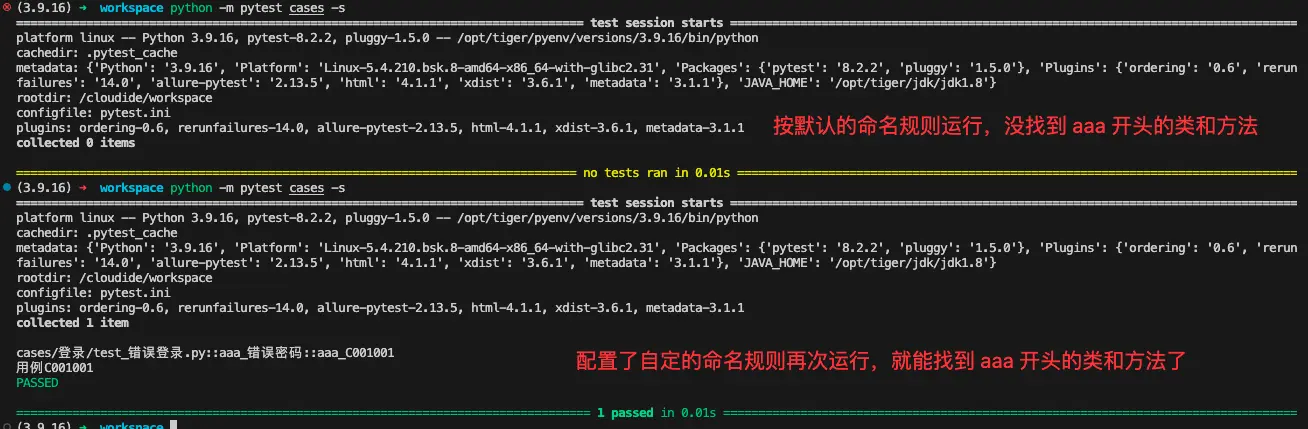 (3.9.16) ➜ workspace python -m pytest cases -s
test session starts
platform linux -- Python 3.9.16, pytest-8.2.2, pluggy-1.5.0 -- /opt/tiger/pyenv/versions/3.9.16/bin/python
cachedir: .pytest_cache
metadata: {'Python': '3.9.16', 'Platform': 'Linux-5.4.210.bsk.8-amd64-x86_64-with-glibc2.31', 'Packages': {'pytest': '8.2.2', 'pluggy': '1.5.0'}, 'Plugins': {'ordering': '0.6', 'rerun
failures': '14.0', 'allure-pytest': '2.13.5', 'html': '4.1.1', 'xdist': '3.6.1', 'metadata': '3.1.1'}, 'JAVA_HOME': '/opt/tiger/jdk/jdk1.8'}
rootdir: /cloudide/workspace
configfile: pytest.ini
plugins: ordering-0.6, rerunfailures-14.0, allure-pytest-2.13.5, html-4.1.1, xdist-3.6.1, metadata-3.1.1
按默认的命名规则运行，没找到 aaa 开头的类和方法
collected 0 items
no tests ran in 0.01s
(3.9.16) ➜ workspace python -m pytest cases -s
test session starts
platform linux -- Python 3.9.16, pytest-8.2.2, pluggy-1.5.0 -- /opt/tiger/pyenv/versions/3.9.16/bin/python
cachedir: .pytest_cache
metadata: {'Python': '3.9.16', 'Platform': 'Linux-5.4.210.bsk.8-amd64-x86_64-with-glibc2.31', 'Packages': {'pytest': '8.2.2', 'pluggy': '1.5.0'}, 'Plugins': {'ordering': '0.6', 'rerun
failures': '14.0', 'allure-pytest': '2.13.5', 'html': '4.1.1', 'xdist': '3.6.1', 'metadata': '3.1.1'}, 'JAVA_HOME': '/opt/tiger/jdk/jdk1.8'}
rootdir: /cloudide/workspace
configfile: pytest.ini
plugins: ordering-0.6, rerunfailures-14.0, allure-pytest-2.13.5, html-4.1.1, xdist-3.6.1, metadata-3.1.1
collected 1 item
cases/登录/test_错误登录.py::aaa_错误密码::aaa_C001001
用例C001001
配置了自定的命名规则再次运行，就能找到 aaa 开头的类和方法了
PASSED
1 passed in 0.01s
(3.9.16) ➜ workspace